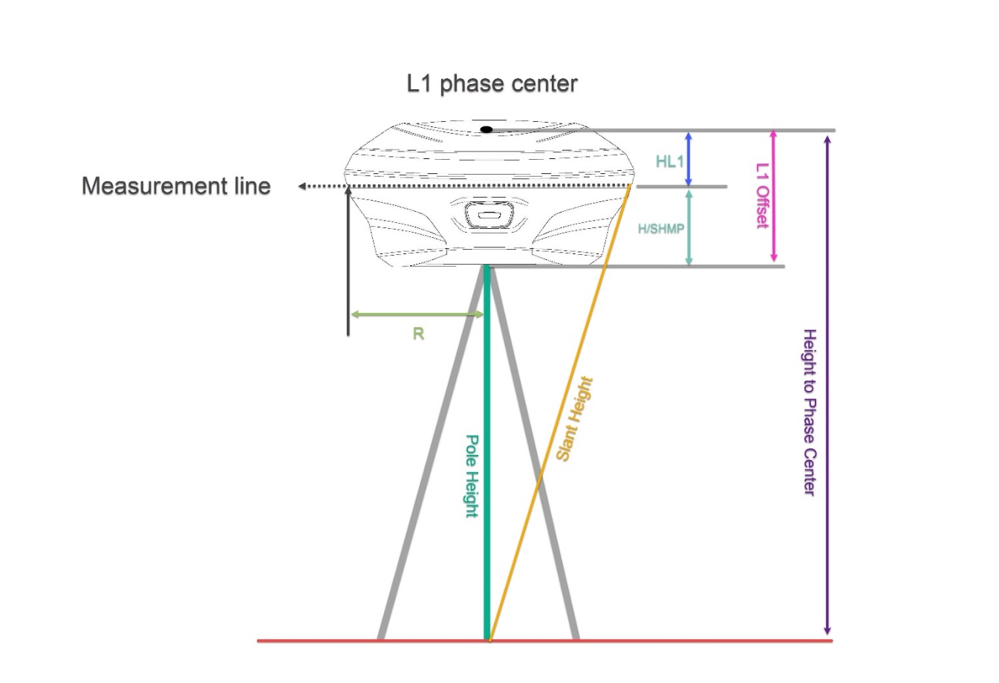 L1 phase center
Measurement line
HL1
L1 Offset
H/SHMP
R
Height to Phase Center
Slant Height
Pole Height